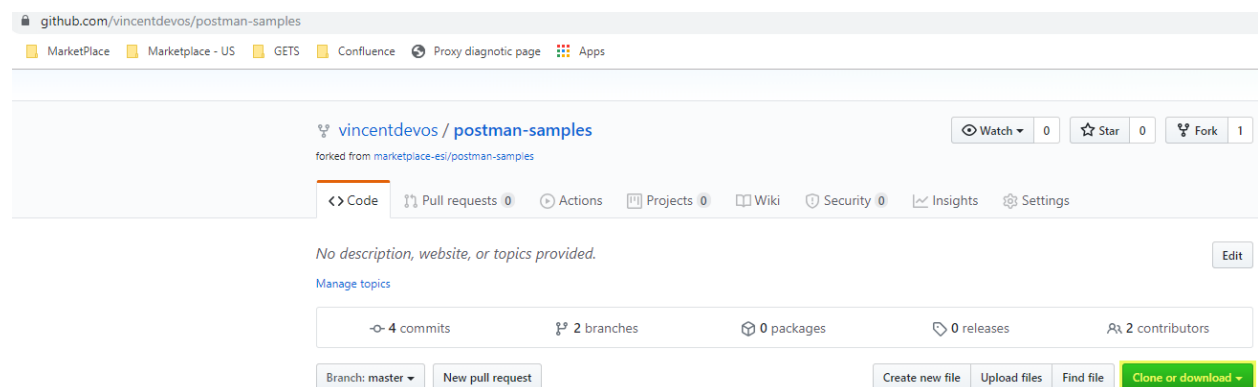 github.com/vincentdevos/postman-samples
MarketPlace Marketplace - US GETS Confluence Proxy diagnotic page Apps
vincentdevos / postman-samples Watch 0 Star 0 Fork 1
forked from marketplace-esi/postman-samples
<> Code Pull requests 0 Actions Projects 0 Wiki Security 0 Insights Settings
No description, website, or topics provided. Edit
Manage topics
4 commits 2 branches 0 packages 0 releases 2 contributors
Branch: master New pull request Create new file Upload files Find file Clone or download